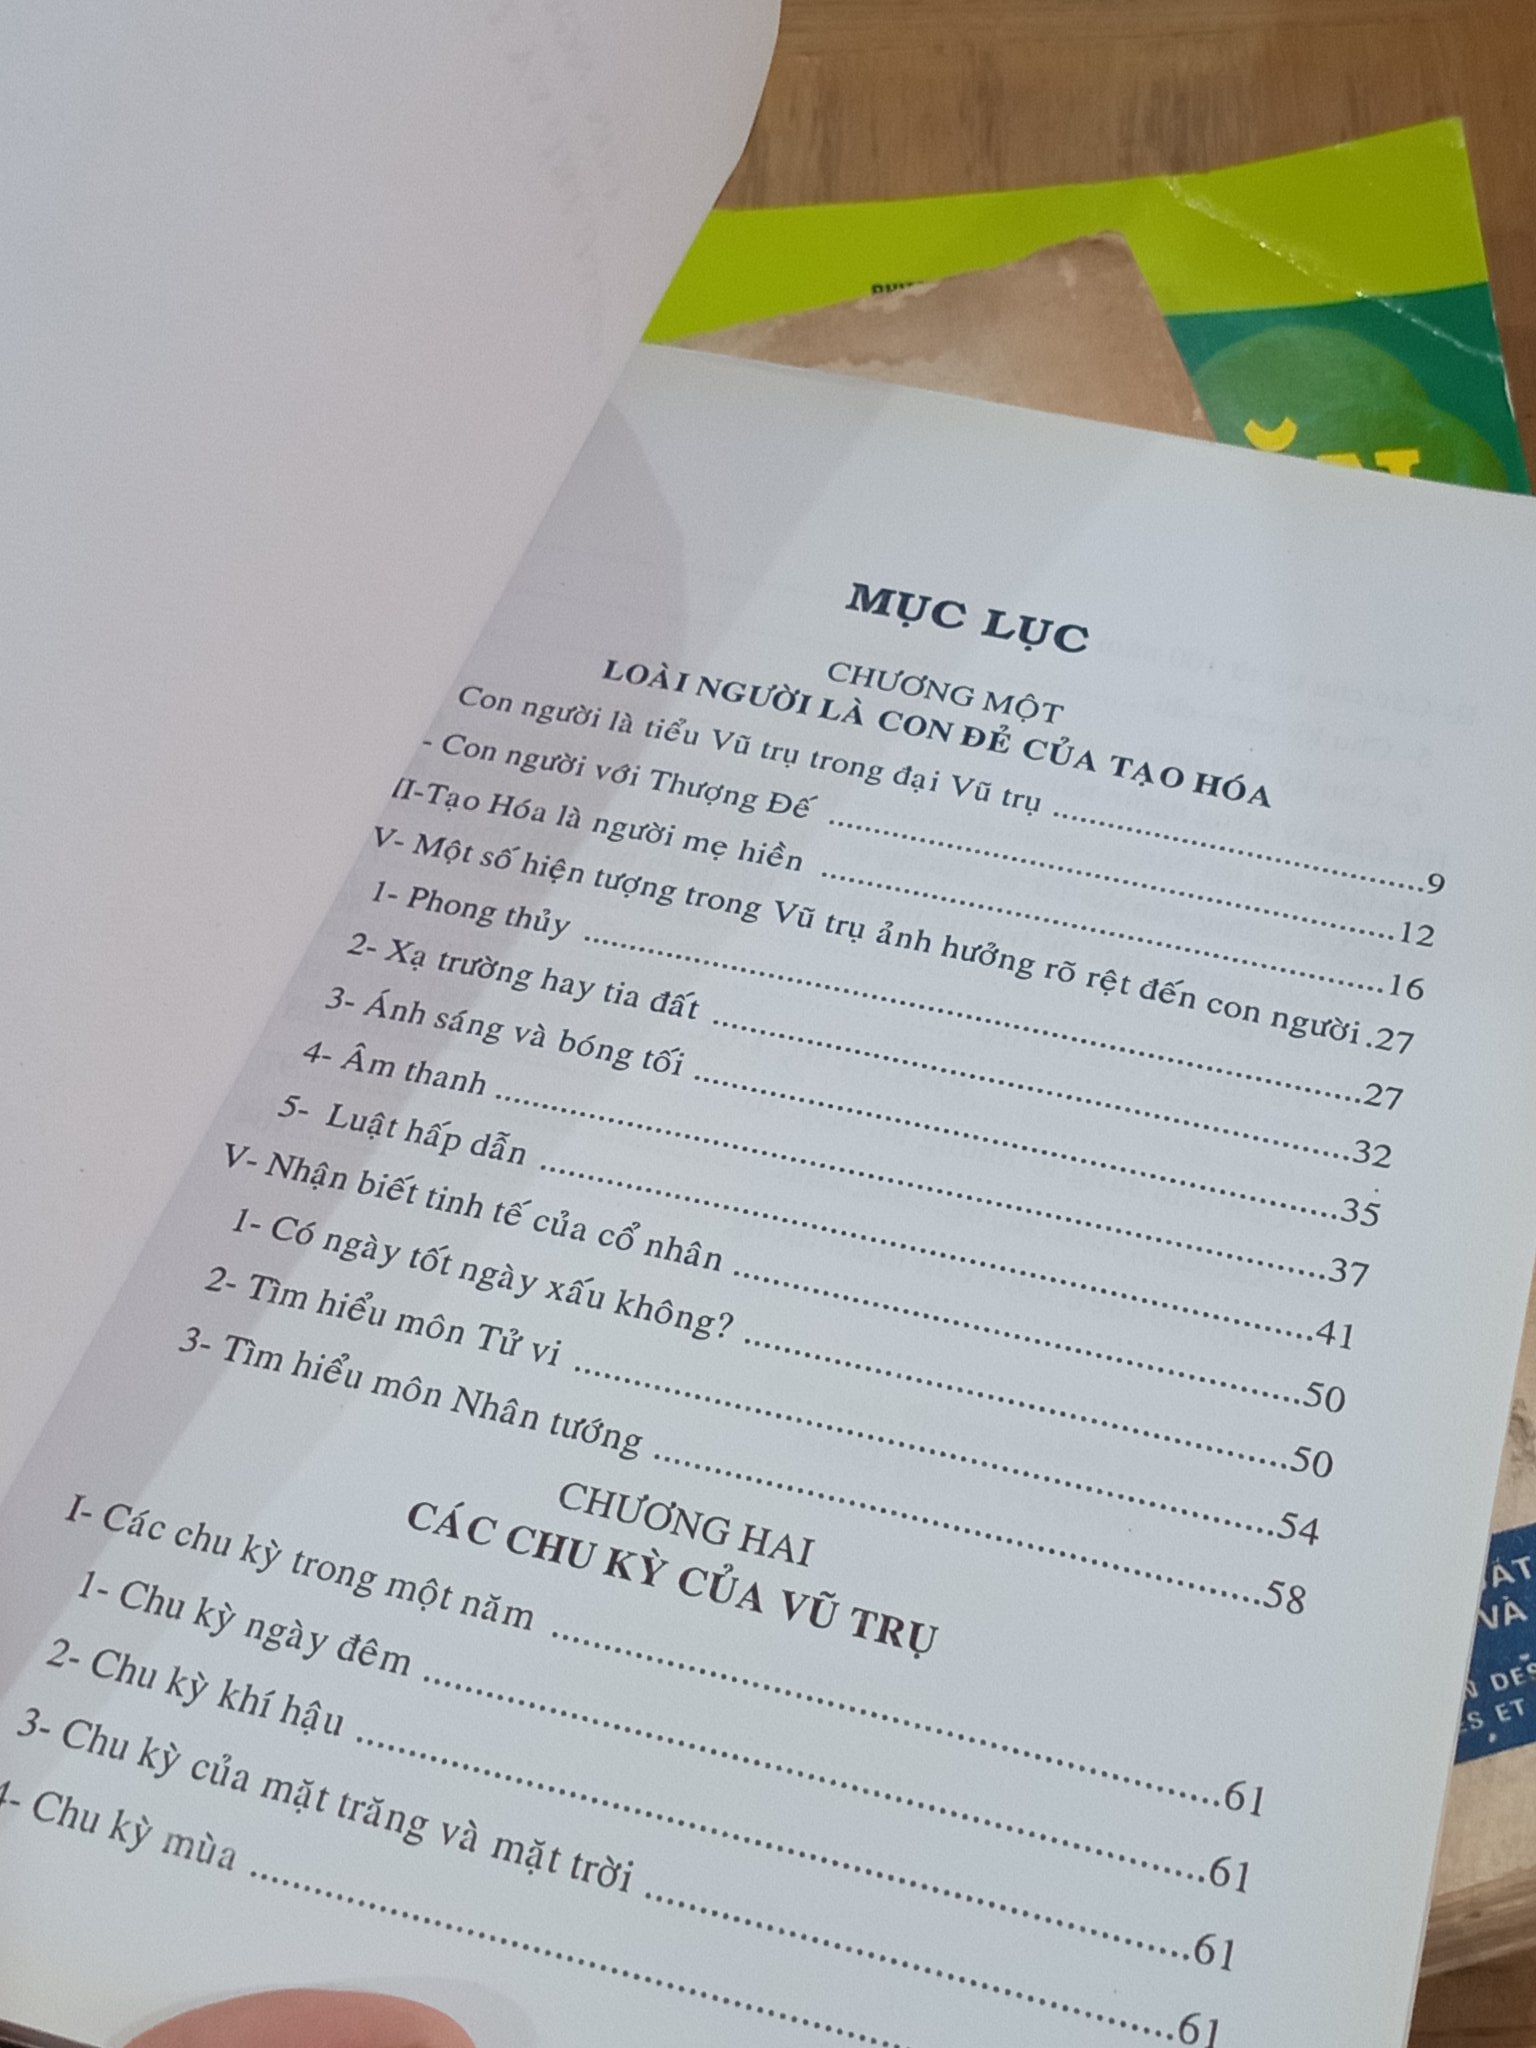 ĂN
MỤC LỤC
CHƯƠNG MỘT
LOÀI NGƯỜI LÀ CON ĐẺ CỦA TẠO HÓA
Con người là tiểu Vũ trụ trong đại Vũ trụ ........................9
- Con người với Thượng Đế ........................12
II-Tạo Hóa là người mẹ hiền ........................16
V- Một số hiện tượng trong Vũ trụ ảnh hưởng rõ rệt đến con người.27
1- Phong thủy ........................27
2- Xạ trường hay tia đất ........................32
3- Ánh sáng và bóng tối ........................35
4- Âm thanh ........................37
5- Luật hấp dẫn ........................41
V- Nhận biết tinh tế của cổ nhân ........................50
1- Có ngày tốt ngày xấu không? ........................50
2- Tìm hiểu môn Tử vi ........................54
3- Tìm hiểu môn Nhân tướng ........................58
CHƯƠNG HAI
CÁC CHU KỲ CỦA VŨ TRỤ
I- Các chu kỳ trong một năm ........................61
1- Chu kỳ ngày đêm ........................61
2- Chu kỳ khí hậu ........................61
3- Chu kỳ của mặt trăng và mặt trời ........................61
4- Chu kỳ mùa ........................
VÀ
DES
ES ET